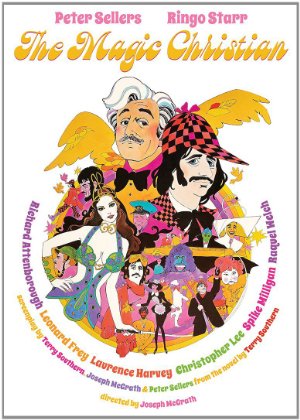 Peter Sellers Ringo Starr
The Magic Christian
Richard Attenborough
Leonard Frey
Laurence Harvey
Christopher Lee
Spike Milligan
Raquel Welch
screenplay by Terry Southern, Joseph McGrath & Peter Sellers from the novel by Terry Southern
directed by Joseph McGrath